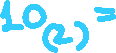 10(2) =